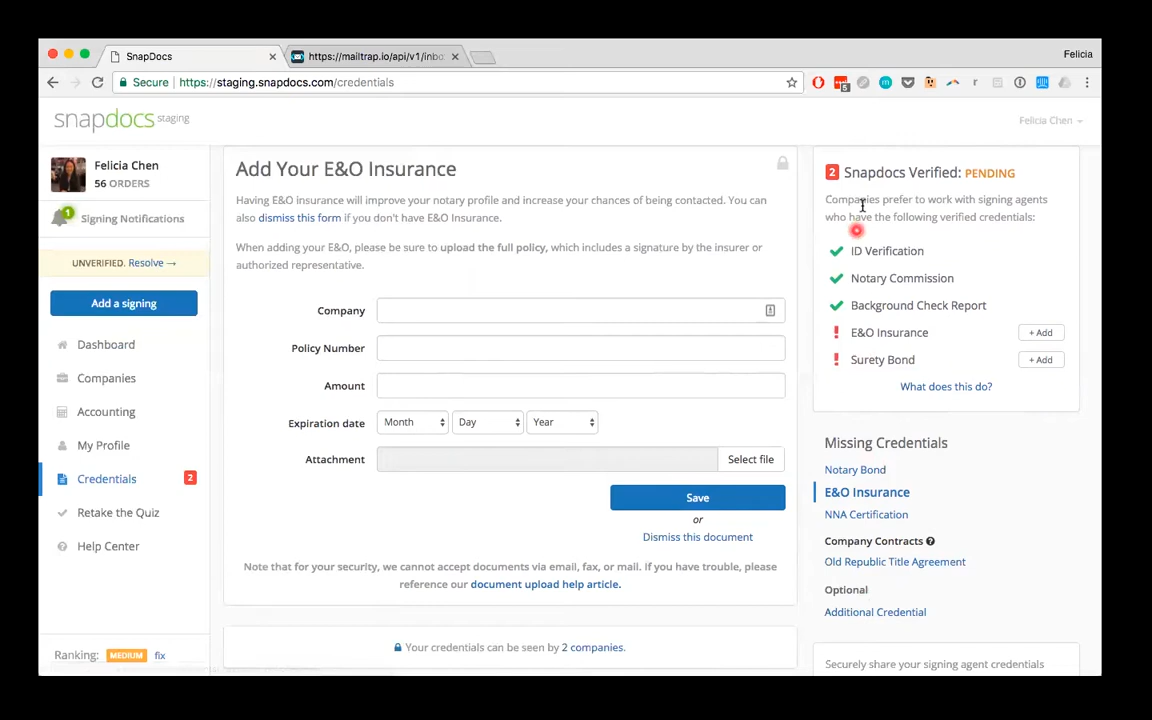 SnapDocs
https://mailtrap.io/api/v1/inbo
Felicia
Secure
https://staging.snapdocs.com/credentials
5
snapdocs staging
Felicia Chen
Felicia Chen
56 ORDERS
1
Signing Notifications
UNVERIFIED. Resolve →
Add a signing
Dashboard
Companies
Accounting
My Profile
Credentials
2
Retake the Quiz
Help Center
Ranking: MEDIUM fix
Add Your E&O Insurance
Having E&O insurance will improve your notary profile and increase your chances of being contacted. You can
also dismiss this form if you don't have E&O Insurance.
When adding your E&O, please be sure to upload the full policy, which includes a signature by the insurer or
authorized representative.
Company
Policy Number
Amount
Expiration date Month Day Year
Attachment Select file
Save
or
Dismiss this document
Note that for your security, we cannot accept documents via email, fax, or mail. if you have trouble, please
reference our document upload help article.
Your credentials can be seen by 2 companies.
2 Snapdocs Verified: PENDING
Companies prefer to work with signing agents
who have the following verified credentials:
ID Verification
Notary Commission
Background Check Report
! E&O Insurance + Add
! Surety Bond + Add
What does this do?
Missing Credentials
Notary Bond
E&O Insurance
NNA Certification
Company Contracts ?
Old Republic Title Agreement
Optional
Additional Credential
Securely share your signing agent credentials